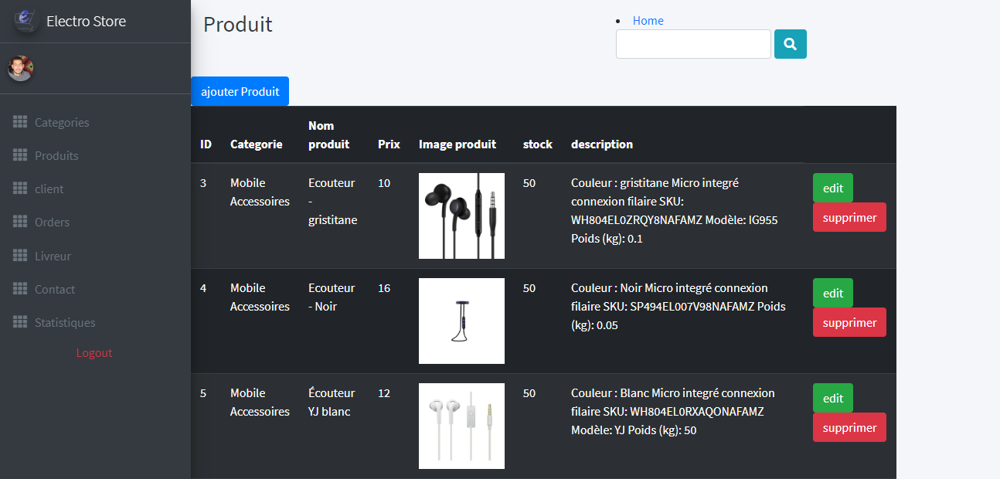 Electro Store
Categories
Produits
client
Orders
Livreur
Contact
Statistiques
Logout
Produit
Home
ajouter Produit
ID Categorie Nom produit Prix Image produit stock description
3 Mobile Accessoires Ecouteur - gristitane 10 50 Couleur : gristitane Micro integré connexion filaire SKU: WH804EL0ZRQY8NAFAMZ Modèle: IG955 Poids (kg): 0.1 edit supprimer
4 Mobile Accessoires Ecouteur - Noir 16 50 Couleur : Noir Micro integré connexion filaire SKU: SP494EL007V98NAFAMZ Poids (kg): 0.05 edit supprimer
5 Mobile Accessoires Écouteur YJ blanc 12 50 Couleur : Blanc Micro integré connexion filaire SKU: WH804EL0RXAQONAFAMZ Modèle: YJ Poids (kg): 50 edit supprimer